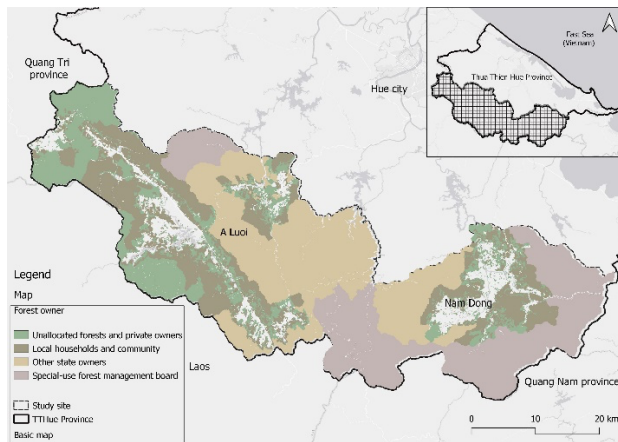 Quang Tri
province
Hue city
East Sea
(Vietnam)
Thua Thien Hue Province
A Luoi
Nam Dong
Laos
Quang Nam province
Legend
Map
Forest owner
Unallocated forests and private owners
Local households and community
Other state owners
Special-use forest management board
Study site
TTHue Province
Basic map
0 10 20 km